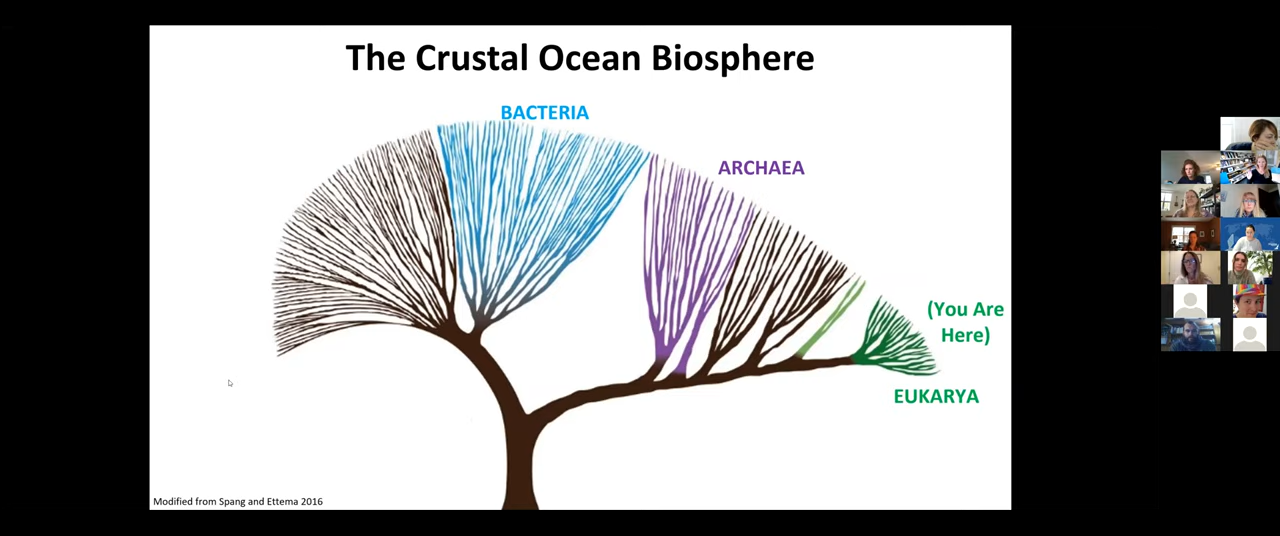 The Crustal Ocean Biosphere
BACTERIA
ARCHAEA
(You Are
Here)
EUKARYA
Modified from Spang and Ettema 2016